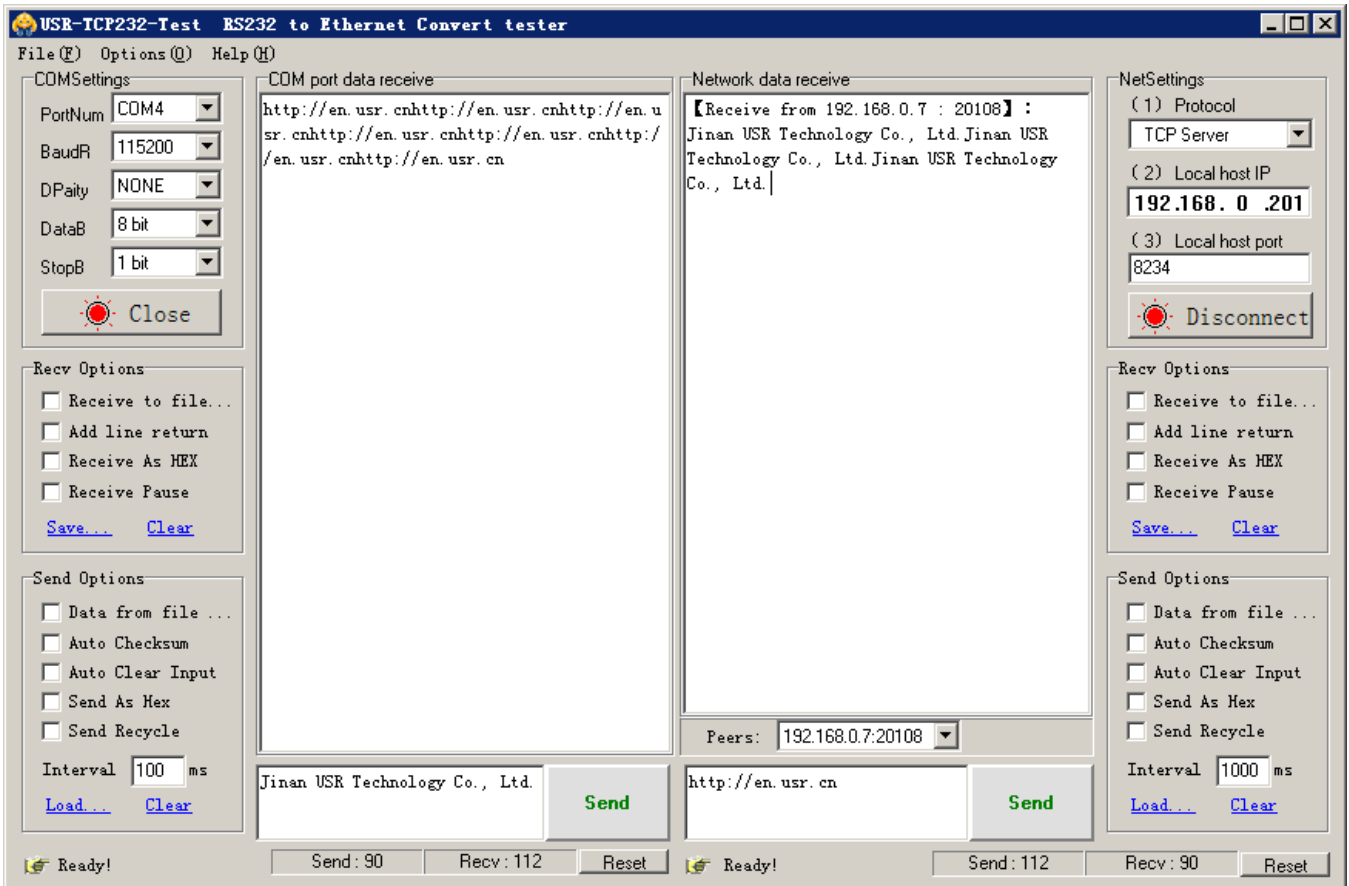 USR-TCP232-Test RS232 to Ethernet Convert tester
File(F) Options(O) Help(H)
COMSettings
PortNum COM4
BaudR 115200
DPaity NONE
DataB 8 bit
StopB 1 bit
Close
Recv Options
Receive to file...
Add line return
Receive As HEX
Receive Pause
Save... Clear
Send Options
Data from file ...
Auto Checksum
Auto Clear Input
Send As Hex
Send Recycle
Interval 100 ms
Load... Clear
Ready!
COM port data receive
http://en.usr.cnhttp://en.usr.cnhttp://en.u
sr.cnhttp://en.usr.cnhttp://en.usr.cnhttp:/
/en.usr.cnhttp://en.usr.cn
Jinan USR Technology Co., Ltd.
Send
Send : 90 Recv : 112 Reset
Network data receive
【Receive from 192.168.0.7 : 20108】:
Jinan USR Technology Co., Ltd.Jinan USR
Technology Co., Ltd.Jinan USR Technology
Co., Ltd.
Peers: 192.168.0.7:20108
http://en.usr.cn
Send
Ready!
Send : 112 Recv : 90 Reset
NetSettings
(1) Protocol
TCP Server
(2) Local host IP
192.168. 0 .201
(3) Local host port
8234
Disconnect
Recv Options
Receive to file...
Add line return
Receive As HEX
Receive Pause
Save... Clear
Send Options
Data from file ...
Auto Checksum
Auto Clear Input
Send As Hex
Send Recycle
Interval 1000 ms
Load... Clear